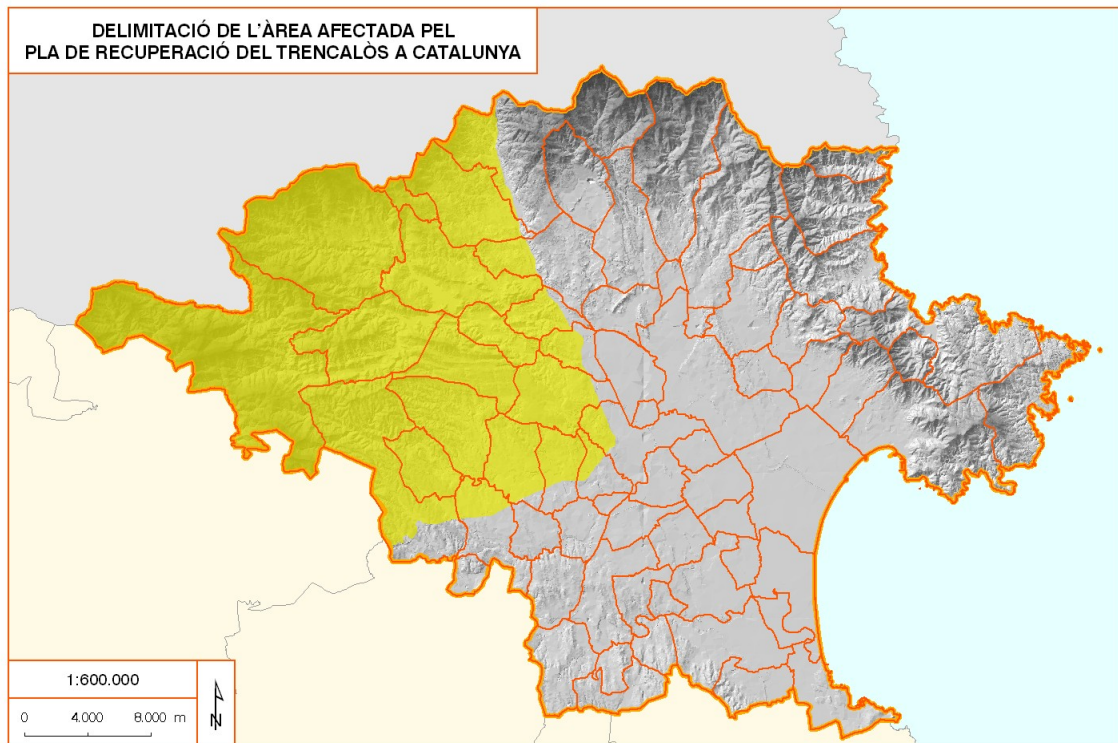 DELIMITACIÓ DE L'ÀREA AFECTADA PEL
PLA DE RECUPERACIÓ DEL TRENCALÒS A CATALUNYA
1:600.000
0 4.000 8.000 m
N